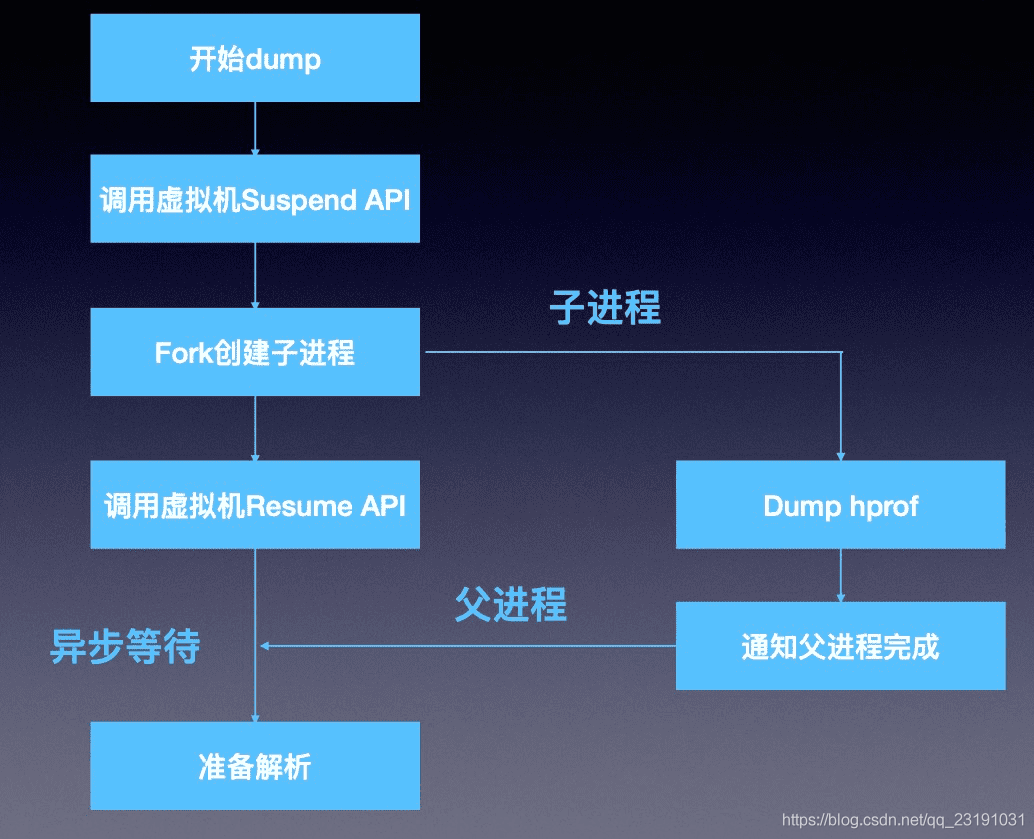 开始dump
调用虚拟机Suspend API
子进程
Fork创建子进程
调用虚拟机Resume API
Dump hprof
父进程
异步等待
通知父进程完成
准备解析
https://blog.csdn.net/qq_23191031